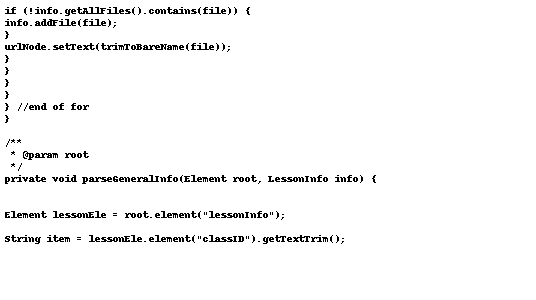 if (!info.getAllFiles().contains(file)) {
info.addFile(file);
}
urlNode.setText(trimToBareName(file));
}
}
}
}
} //end of for
}

/**
 * @param root
 */
private void parseGeneralInfo(Element root, LessonInfo info) {


Element lessonEle = root.element("lessonInfo");

String item = lessonEle.element("classID").getTextTrim();